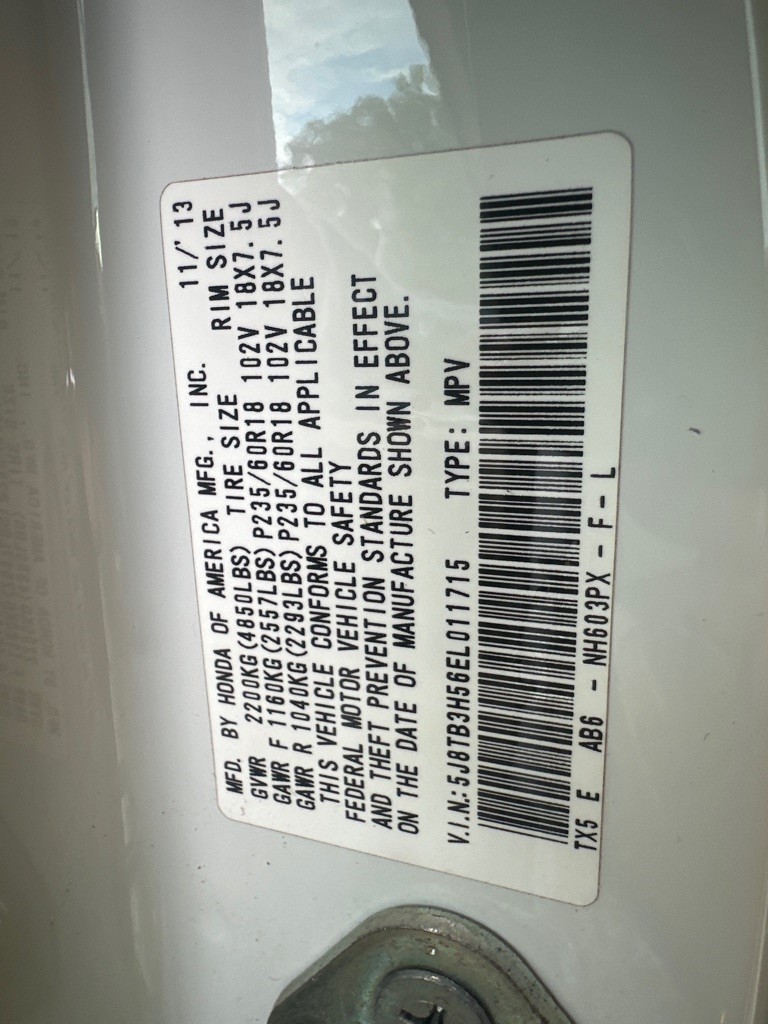 MFD. BY HONDA OF AMERICA MFG., INC. 11/'13
GVWR 2200KG(4850LBS) TIRE SIZE RIM SIZE
GAWR F 1160KG(2557LBS) P235/60R18 102V 18X7.5J
GAWR R 1040KG(2293LBS) P235/60R18 102V 18X7.5J
THIS VEHICLE CONFORMS TO ALL APPLICABLE
FEDERAL MOTOR VEHICLE SAFETY
AND THEFT PREVENTION STANDARDS IN EFFECT
ON THE DATE OF MANUFACTURE SHOWN ABOVE.
V.I.N.: 5J8TB3H56EL011715 TYPE: MPV
TX5 E AB6 - NH603PX - F - L